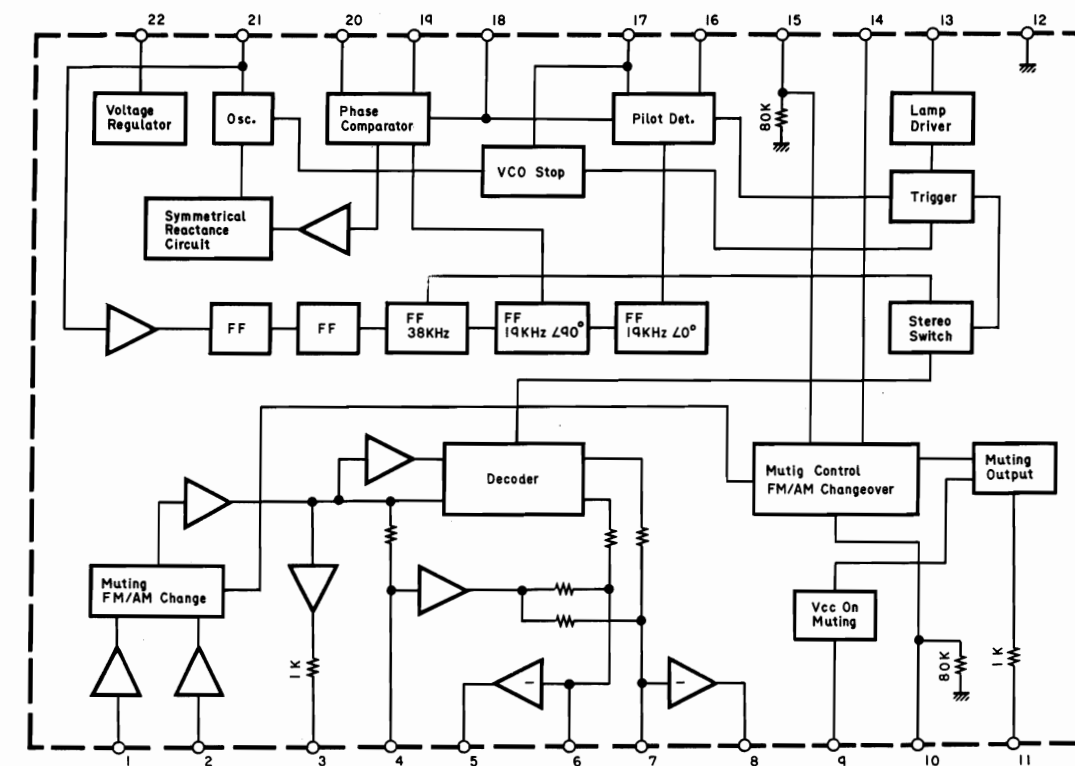 22 21 20 19 18 17 16 15 14 13 12
Voltage
Regulator
Osc.
Phase
Comparator
Pilot Det.
80K
Lamp
Driver
VCO Stop
Trigger
Symmetrical
Reactance
Circuit
FF
FF
FF
38KHz
FF
19KHz ∠90°
FF
19KHz ∠0°
Stereo
Switch
Decoder
Mutig Control
FM/AM Changeover
Muting
Output
Muting
FM/AM Change
Vcc On
Muting
1K
–
–
80K
1K
1 2 3 4 5 6 7 8 9 10 11